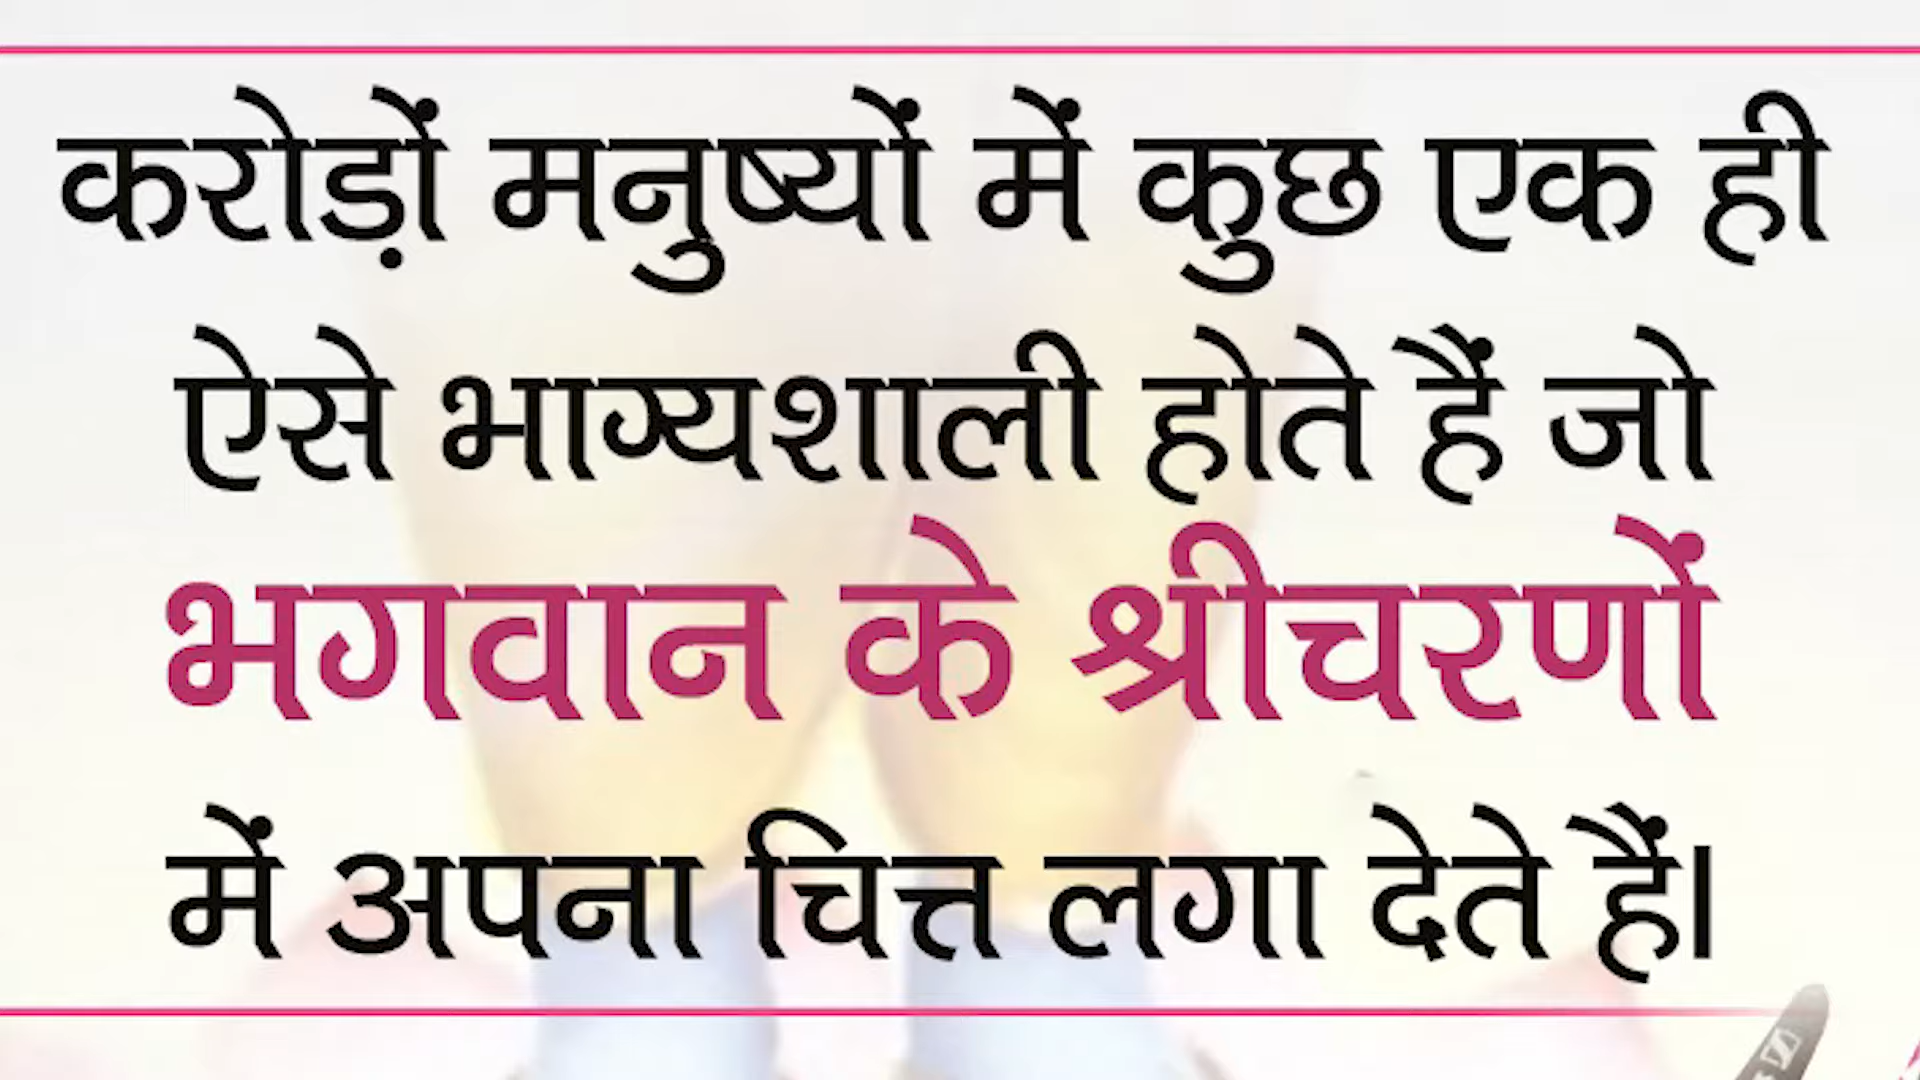 करोड़ों मनुष्यों में कुछ एक ही
ऐसे भाग्यशाली होते हैं जो
भगवान के श्रीचरणों
में अपना चित्त लगा देते हैं।